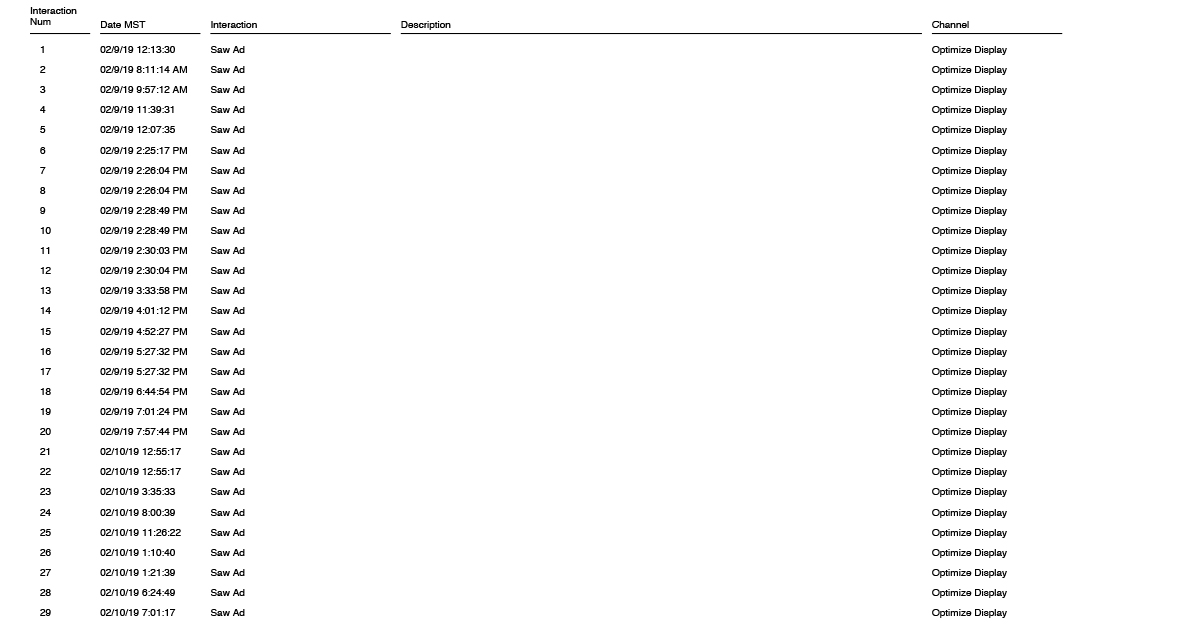 Interaction
Num Date MST Interaction Description Channel
1 02/9/19 12:13:30 Saw Ad Optimize Display
2 02/9/19 8:11:14 AM Saw Ad Optimize Display
3 02/9/19 9:57:12 AM Saw Ad Optimize Display
4 02/9/19 11:39:31 Saw Ad Optimize Display
5 02/9/19 12:07:35 Saw Ad Optimize Display
6 02/9/19 2:25:17 PM Saw Ad Optimize Display
7 02/9/19 2:26:04 PM Saw Ad Optimize Display
8 02/9/19 2:26:04 PM Saw Ad Optimize Display
9 02/9/19 2:28:49 PM Saw Ad Optimize Display
10 02/9/19 2:28:49 PM Saw Ad Optimize Display
11 02/9/19 2:30:03 PM Saw Ad Optimize Display
12 02/9/19 2:30:04 PM Saw Ad Optimize Display
13 02/9/19 3:33:58 PM Saw Ad Optimize Display
14 02/9/19 4:01:12 PM Saw Ad Optimize Display
15 02/9/19 4:52:27 PM Saw Ad Optimize Display
16 02/9/19 5:27:32 PM Saw Ad Optimize Display
17 02/9/19 5:27:32 PM Saw Ad Optimize Display
18 02/9/19 6:44:54 PM Saw Ad Optimize Display
19 02/9/19 7:01:24 PM Saw Ad Optimize Display
20 02/9/19 7:57:44 PM Saw Ad Optimize Display
21 02/10/19 12:55:17 Saw Ad Optimize Display
22 02/10/19 12:55:17 Saw Ad Optimize Display
23 02/10/19 3:35:33 Saw Ad Optimize Display
24 02/10/19 8:00:39 Saw Ad Optimize Display
25 02/10/19 11:26:22 Saw Ad Optimize Display
26 02/10/19 1:10:40 Saw Ad Optimize Display
27 02/10/19 1:21:39 Saw Ad Optimize Display
28 02/10/19 6:24:49 Saw Ad Optimize Display
29 02/10/19 7:01:17 Saw Ad Optimize Display